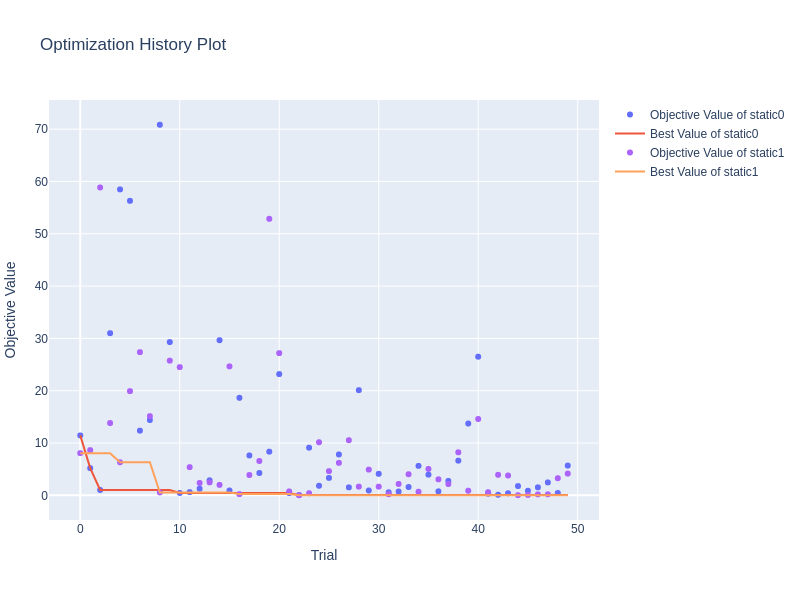 Optimization History Plot
Objective Value of static0
Best Value of static0
Objective Value of static1
Best Value of static1
70
60
50
40
30
20
10
0
Objective Value
0 10 20 30 40 50
Trial